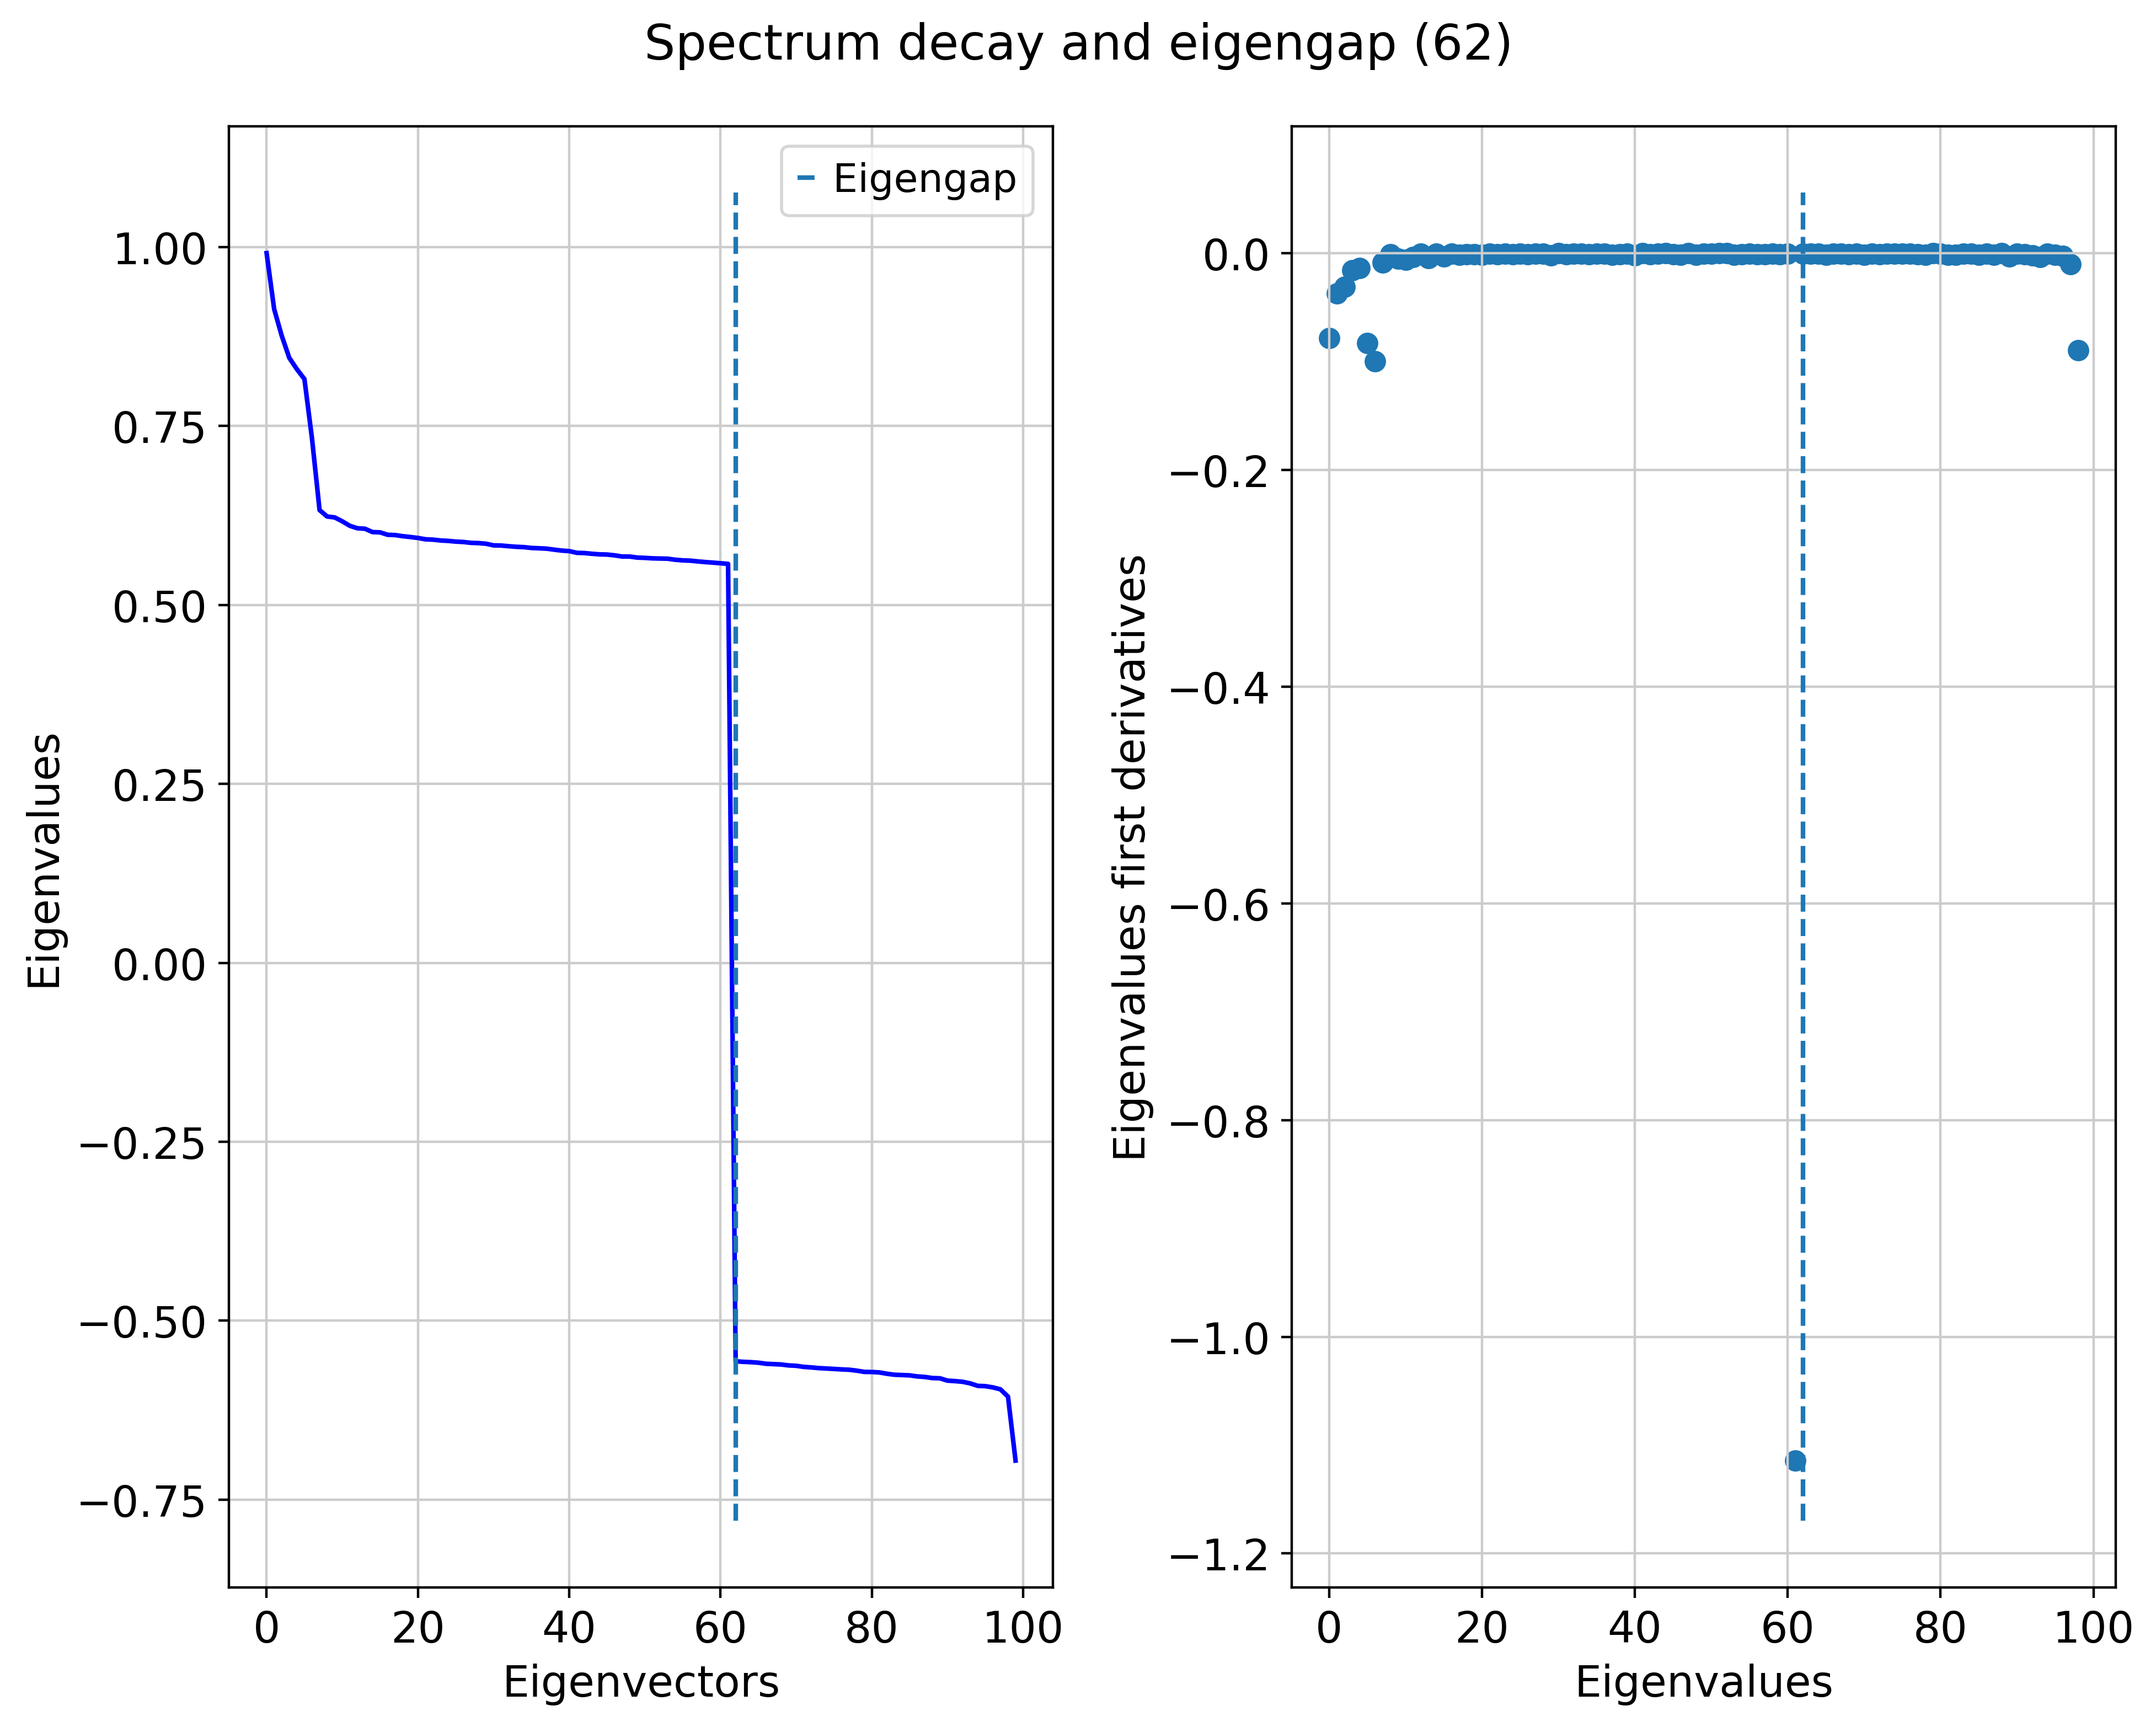 Spectrum decay and eigengap (62)
Eigengap
Eigenvalues
1.00
0.75
0.50
0.25
0.00
−0.25
−0.50
−0.75
0 20 40 60 80 100
Eigenvectors
Eigenvalues first derivatives
0.0
−0.2
−0.4
−0.6
−0.8
−1.0
−1.2
0 20 40 60 80 100
Eigenvalues